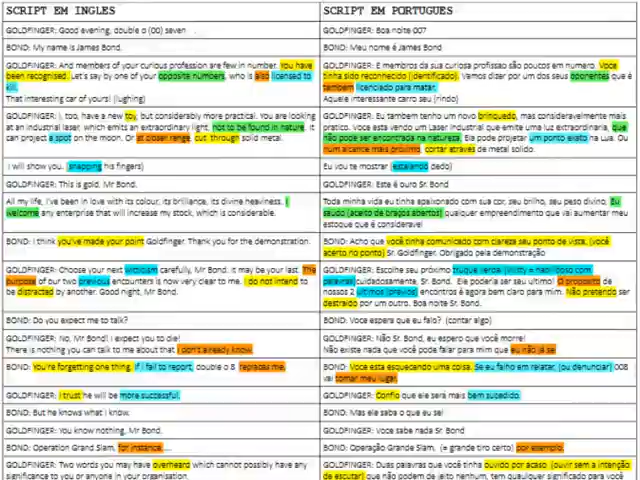 SCRIPT EM INGLES
SCRIPT EM PORTUGUES
GOLDFINGER: Good evening, double o (00) seven
GOLDFINGER: Boa noite 007
BOND: My name is James Bond.
BOND: Meu nome é James Bond
GOLDFINGER: And members of your curious profession are few in number. You have
been recognised. Let's say by one of your opposite numbers, who is also licensed to
kill.
That interesting car of yours! (lughing)
GOLDFINGER: E membros da sua curiosa profissão são poucos em numero. Voce
tinha sido reconhecido (identificado). Vamos dizer por um dos seus oponentes que é
tambem licenciado para matar.
Aquele interessante carro seu (rindo)
GOLDFINGER: I, too, have a new toy, but considerably more practical. You are looking
at an industrial laser, which emits an extraordinary light, not to be found in nature. It
can project a spot on the moon. Or at closer range, cut through solid metal.
GOLDFINGER: Eu tambem tenho um novo brinquedo, mas consideravelmente mais
pratico. Voce esta vendo um Laser Industrial que emite uma luz extraordinaria, que
não pode ser encontrada na natureza. Ela pode projetar um ponto exato na Lua. Ou
num alcance mais próximo, cortar através de metal solido.
I will show you. (snapping his fingers)
Eu vou te mostrar (estalando dedo)
GOLDFINGER: This is gold, Mr Bond.
GOLDFINGER: Este é ouro Sr. Bond
All my life, I've been in love with its colour, its brilliance, its divine heaviness. I
welcome any enterprise that will increase my stock, which is considerable.
Toda minha vida eu tenho apaixonado com sua cor, seu brilho, seu peso divino. Eu
saúdo (aceito de braços abertos) qualquer empreendimento que vai aumentar meu
estoque que é considerável
BOND: I think you've made your point Goldfinger. Thank you for the demonstration.
BOND: Acho que você tinha comunicado com clareza seu ponto de vista, (você
acerto no ponto) Sr. Goldfinger. Obrigado pela demonstração
GOLDFINGER: Choose your next witticism carefully, Mr Bond. It may be your last. The
purpose of our two previous encounters is now very clear to me. I do not intend to
be distracted by another. Good night, Mr Bond.
GOLDFINGER: Escolhe seu próximo truque verbal (witty = habilidoso com
palavras) cuidadosamente, Sr. Bond. Ele poderia ser seu ultimo. O proposito de
nossos 2 ultimos (prévios) encontros é agora bem claro para mim. Não pretendo ser
destraido por um outro. Boa noite Sr. Bond.
BOND: Do you expect me to talk?
BOND: Voce espera que eu falo? (contar algo)
GOLDFINGER: No, Mr Bond! I expect you to die!
There is nothing you can talk to me about that I don't already know.
GOLDFINGER: Não Sr. Bond, eu espero que você morre!
Não existe nada que você pode falar para mim que eu não já sei
BOND: You're forgetting one thing. If I fail to report, double o 8 replaces me.
BOND: Voce esta esquecendo uma coisa. Se eu falho em relatar, (ou denunciar) 008
vai tomar meu lugar.
GOLDFINGER: I trust he will be more successful.
GOLDFINGER: Confio que ele será mais bem sucedido.
BOND: But he knows what I know.
BOND: Mas ele saba o que eu sei
GOLDFINGER: You know nothing, Mr Bond.
GOLDFINGER: Voce sabe nada Sr Bond
BOND: Operation Grand Slam, for instance....
BOND: Operação Grande Slam, (= grande tiro certo) por exemplo,
GOLDFINGER: Two words you may have overheard which cannot possibly have any
significance to you or anyone in your organisation.
GOLDFINGER: Duas palavras que você tinha ouvido por acaso (ouvir sem a intenção
de escutar) que não podem de jeito nenhum, tem qualquer significado para você